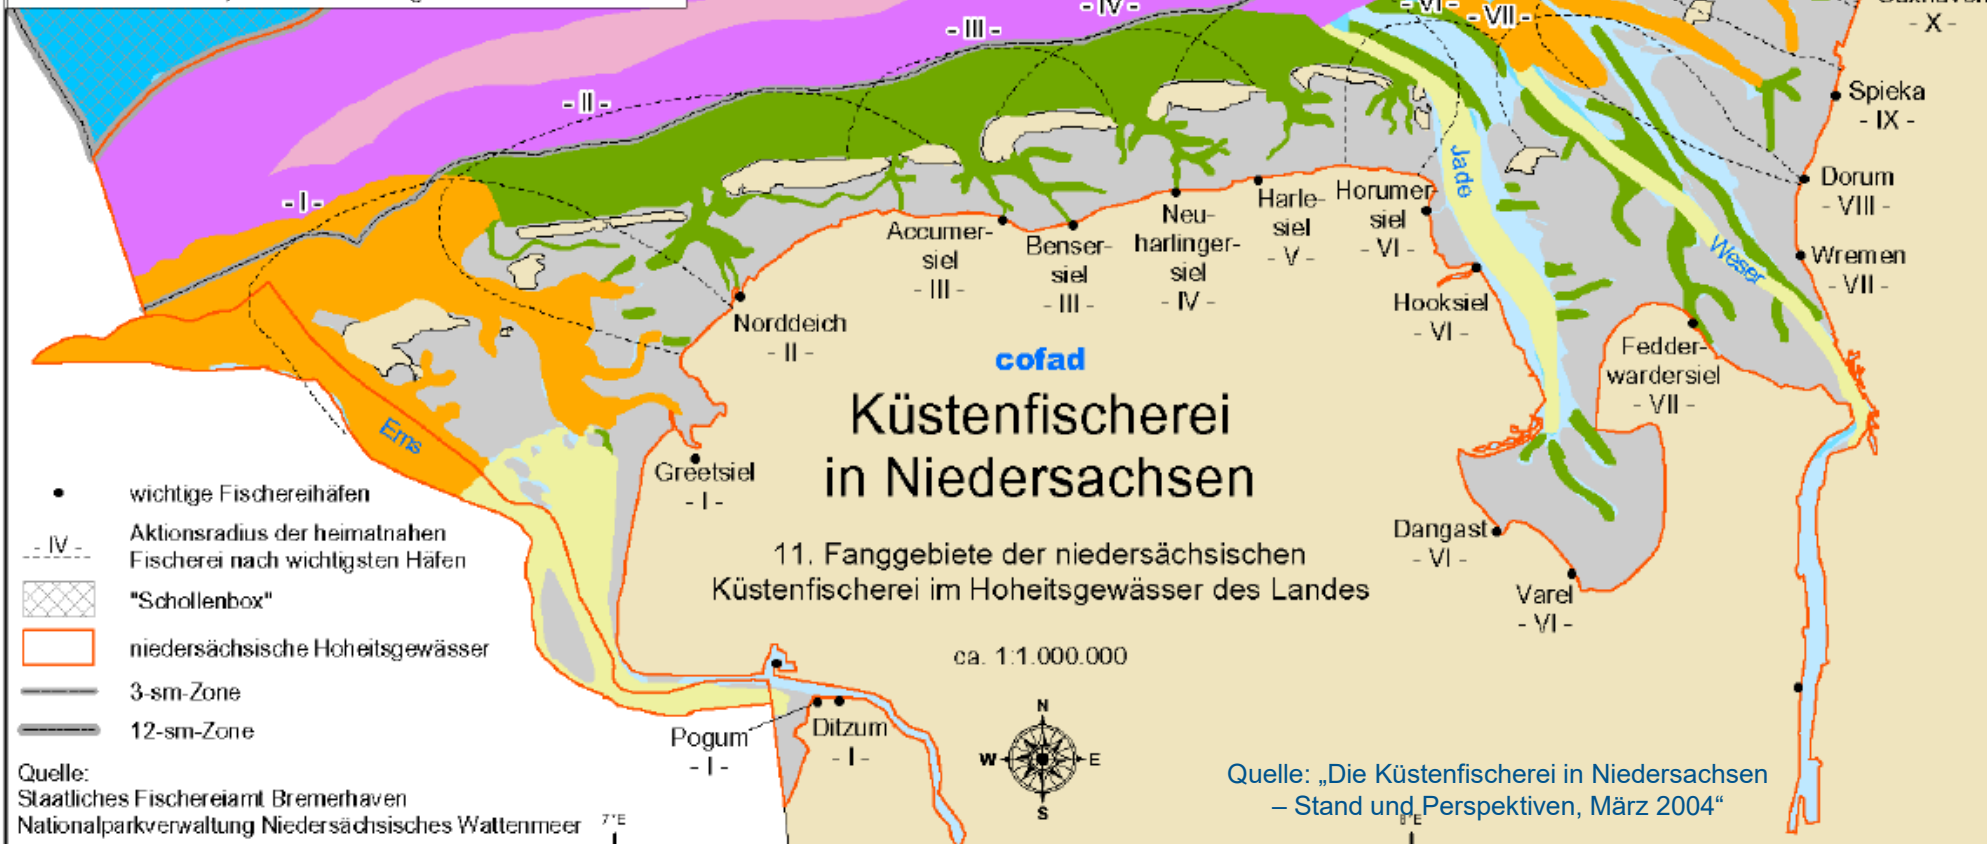 - IV -
- VI -
- VII -
- III -
- X -
- II -
Spieka
- IX -
Jade
Dorum
- VIII -
- I -
Harle-
siel
- V -
Horumer-
siel
- VI -
Neu-
harlinger-
siel
- IV -
Accumer-
siel
- III -
Benser-
siel
- III -
Weser
Wremen
- VII -
Hooksiel
- VI -
Norddeich
- II -
Fedder-
wardersiel
- VII -
cofad
Küstenfischerei
in Niedersachsen
Ems
Greetsiel
- I -
11. Fanggebiete der niedersächsischen
Küstenfischerei im Hoheitsgewässer des Landes
ca. 1:1.000.000
Dangast
- VI -
Varel
- VI -
wichtige Fischereihäfen
- IV -
Aktionsradius der heimatnahen
Fischerei nach wichtigsten Häfen
"Schollenbox"
niedersächsische Hoheitsgewässer
3-sm-Zone
12-sm-Zone
Pogum
- I -
Ditzum
- I -
N
W
E
S
Quelle:
Staatliches Fischereiamt Bremerhaven
Nationalparkverwaltung Niedersächsisches Wattenmeer
7°E
8°E
Quelle: „Die Küstenfischerei in Niedersachsen
– Stand und Perspektiven, März 2004“